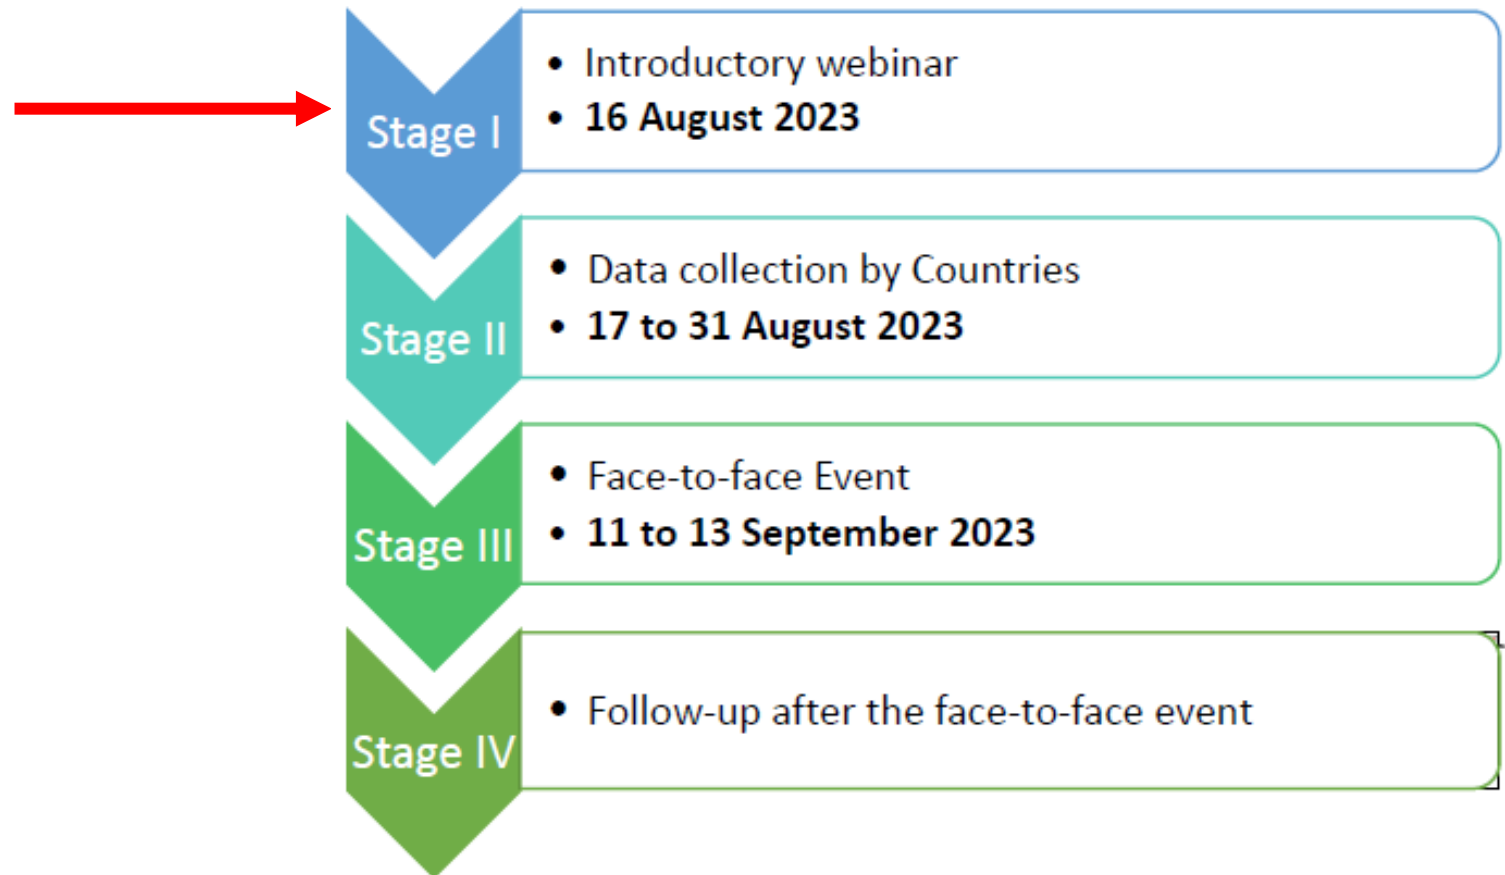 Stage I
• Introductory webinar
• 16 August 2023
Stage II
• Data collection by Countries
• 17 to 31 August 2023
Stage III
• Face-to-face Event
• 11 to 13 September 2023
Stage IV
• Follow-up after the face-to-face event